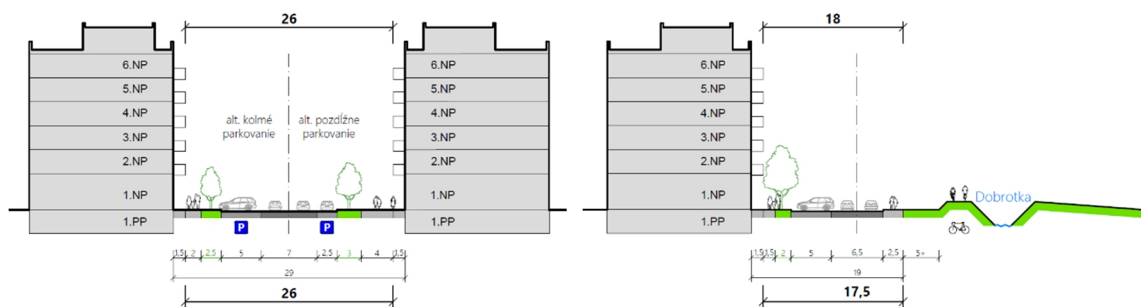 26
6.NP
5.NP
4.NP
3.NP
2.NP
1.NP
1.PP
alt. kolmé
parkovanie
alt. pozdĺžne
parkovanie
6.NP
5.NP
4.NP
3.NP
2.NP
1.NP
1.PP
P
P
1,5 2 2,5 5 7 2,5 3 4 1,5
29
26
18
6.NP
5.NP
4.NP
3.NP
2.NP
1.NP
1.PP
Dobrotka
1,5 1,5 2 5 6,5 2,5 5+
19
17,5